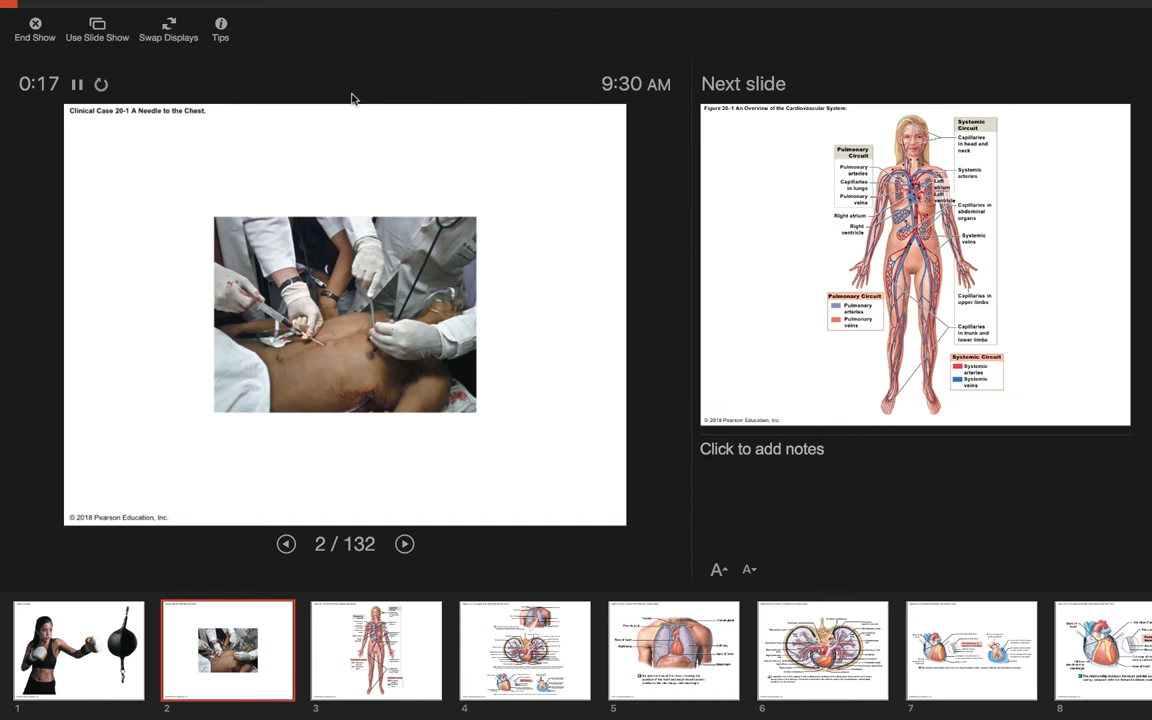 End Show
Use Slide Show
Swap Displays
Tips
0:17
9:30 AM
Next slide
Clinical Case 20-1 A Needle to the Chest.
© 2018 Pearson Education, Inc.
2 / 132
Figure 20–1 An Overview of the Cardiovascular System.
Pulmonary
Circuit
Pulmonary
arteries
Capillaries
in lungs
Pulmonary
veins
Right atrium
Right
ventricle
Pulmonary Circuit
Pulmonary
arteries
Pulmonary
veins
Systemic
Circuit
Capillaries
in head and
neck
Systemic
arteries
Left
atrium
Left
ventricle
Capillaries in
abdominal
organs
Systemic
veins
Capillaries in
upper limbs
Capillaries
in trunk and
lower limbs
Systemic Circuit
Systemic
arteries
Systemic
veins
© 2018 Pearson Education, Inc.
Click to add notes
A
A
1
2
3
4
5
6
7
8